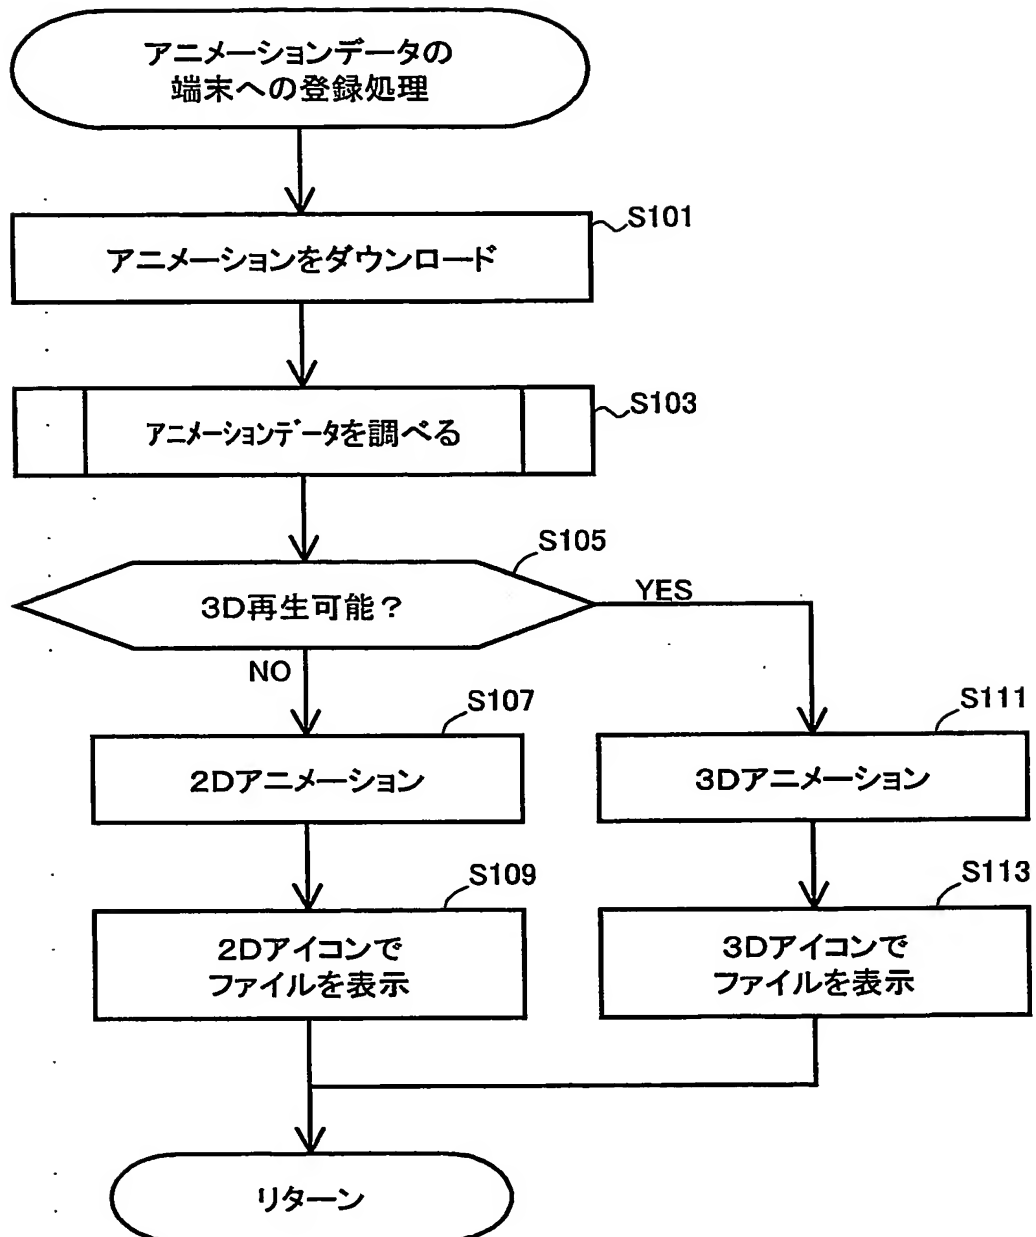 アニメーションデータの
端末への登録処理
S101
アニメーションをダウンロード
S103
アニメーションデータを調べる
S105
3D再生可能?
YES
NO
S107
2Dアニメーション
S111
3Dアニメーション
S109
2Dアイコンで
ファイルを表示
S113
3Dアイコンで
ファイルを表示
リターン